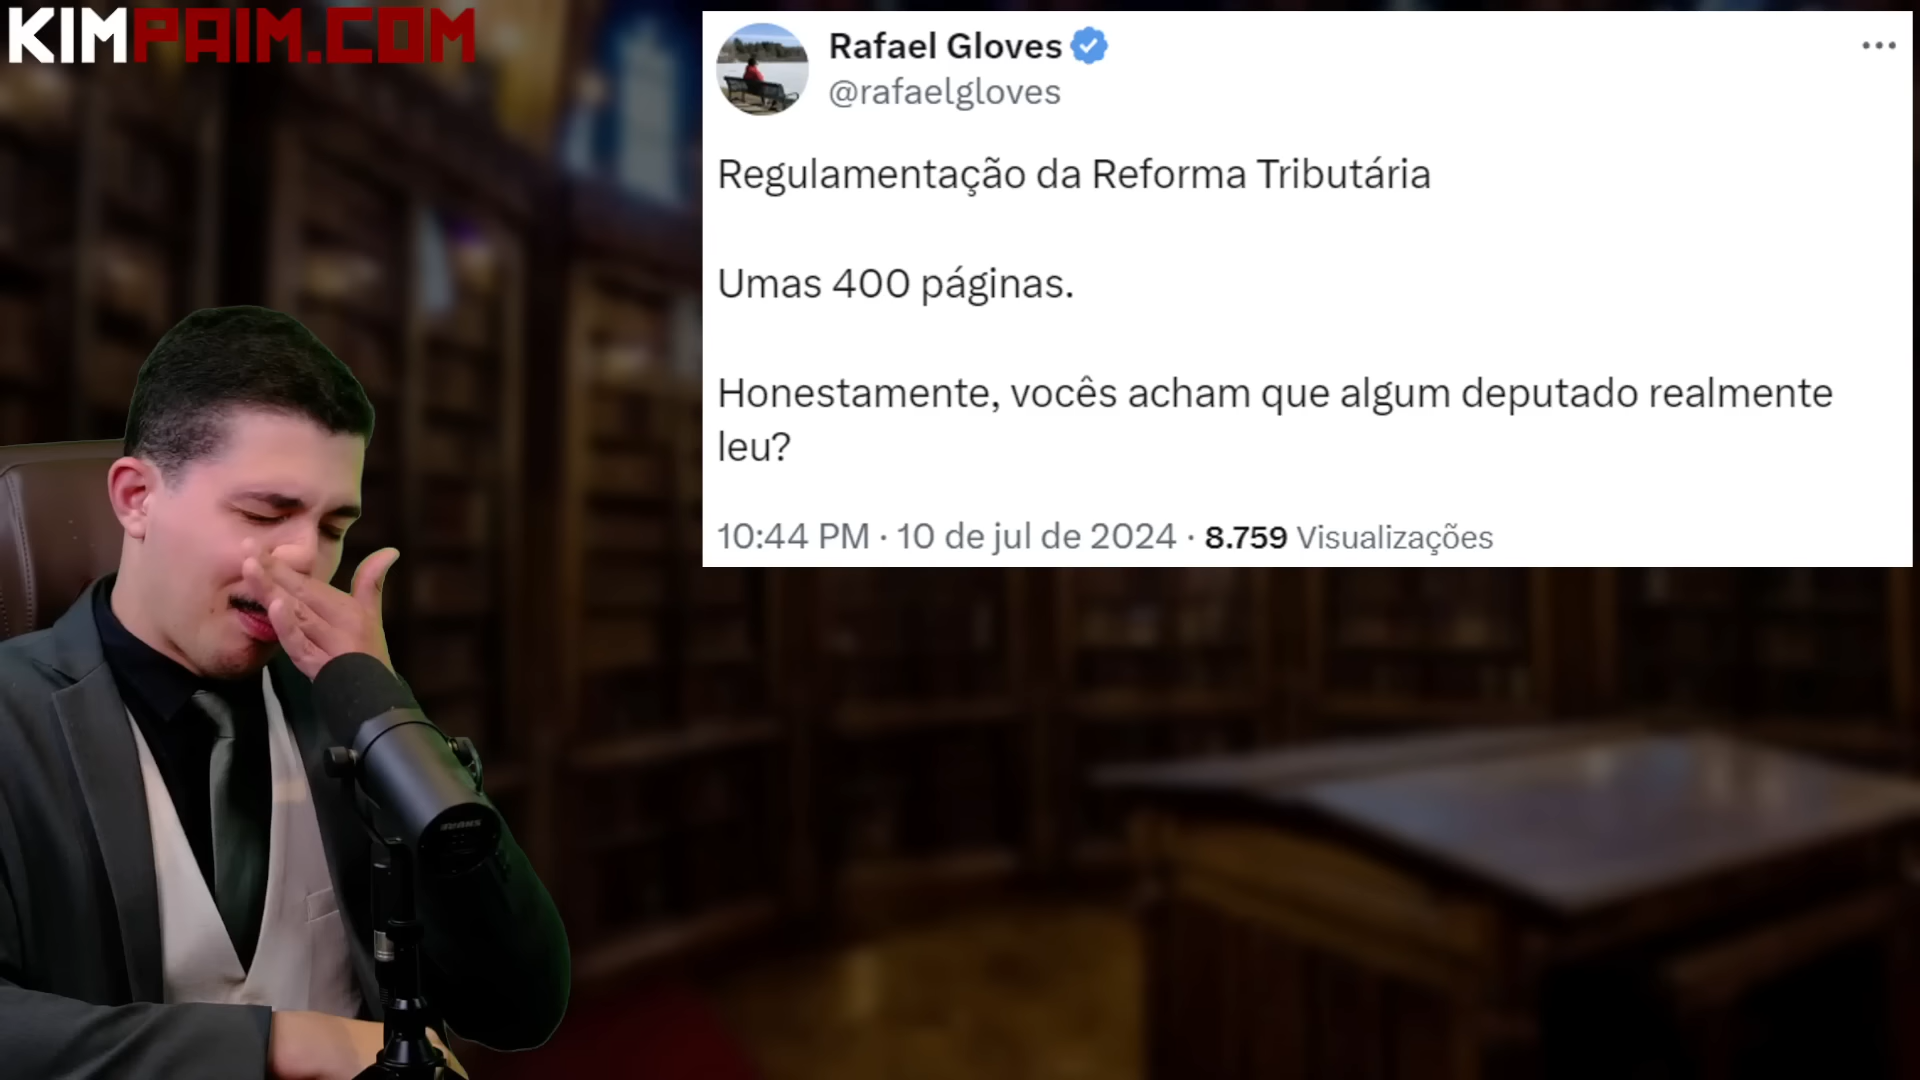 KIMPAIM.COM
Rafael Gloves
@rafaelgloves
Regulamentação da Reforma Tributária
Umas 400 páginas.
Honestamente, vocês acham que algum deputado realmente
leu?
10:44 PM · 10 de jul de 2024 · 8.759 Visualizações